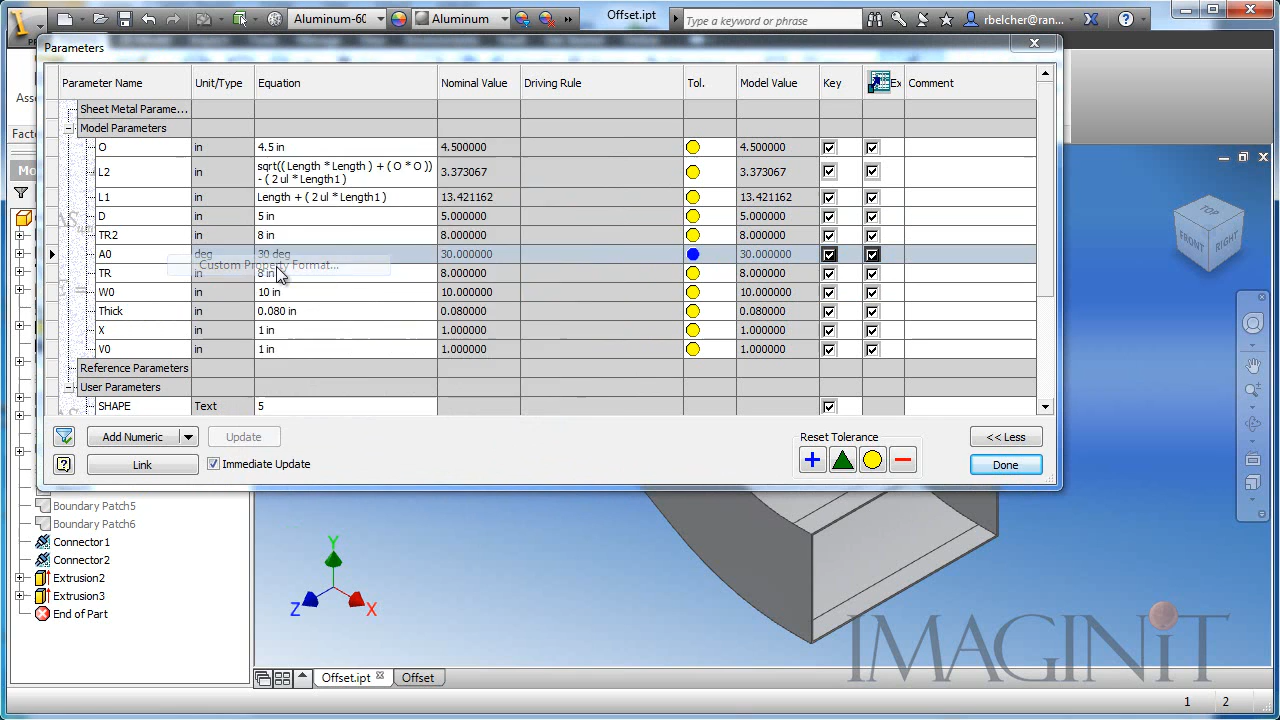 Aluminum-6(
Aluminum
Offset.ipt
Type a keyword or phrase
rbelcher@ran...
Parameters
Parameter Name Unit/Type Equation Nominal Value Driving Rule Tol. Model Value Key Ex Comment
Sheet Metal Parame...
Model Parameters
O in 4.5 in 4.500000 4.500000
L2 in sqrt(( Length * Length ) + ( O * O )) - ( 2 ul * Length1 ) 3.373067 3.373067
L1 in Length + ( 2 ul * Length1 ) 13.421162 13.421162
D in 5 in 5.000000 5.000000
TR2 in 8 in 8.000000 8.000000
A0 deg 30 deg 30.000000 30.000000
Custom Property Format...
TR in 8 in 8.000000 8.000000
W0 in 10 in 10.000000 10.000000
Thick in 0.080 in 0.080000 0.080000
X in 1 in 1.000000 1.000000
V0 in 1 in 1.000000 1.000000
Reference Parameters
User Parameters
SHAPE Text 5
Add Numeric
Update
Reset Tolerance
<< Less
Link
Immediate Update
Done
Asse
Factc
Mo
TOP
FRONT
RIGHT
Boundary Patch5
Boundary Patch6
Connector1
Connector2
Extrusion2
Extrusion3
End of Part
Y
Z
X
IMAGINiT
Offset.ipt
Offset
1 2